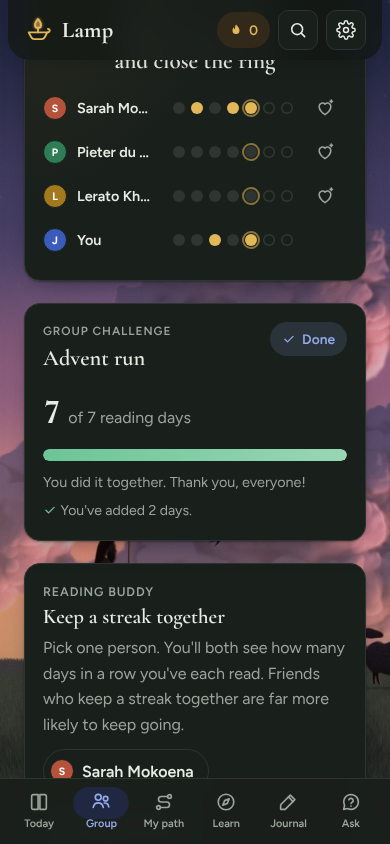 Lamp
0
and close the ring
S
Sarah Mo...
P
Pieter du ...
L
Lerato Kh...
J
You
GROUP CHALLENGE
Done
Advent run
7 of 7 reading days
You did it together. Thank you, everyone!
You've added 2 days.
READING BUDDY
Keep a streak together
Pick one person. You'll both see how many
days in a row you've each read. Friends
who keep a streak together are far more
likely to keep going.
S
Sarah Mokoena
Today
Group
My path
Learn
Journal
Ask